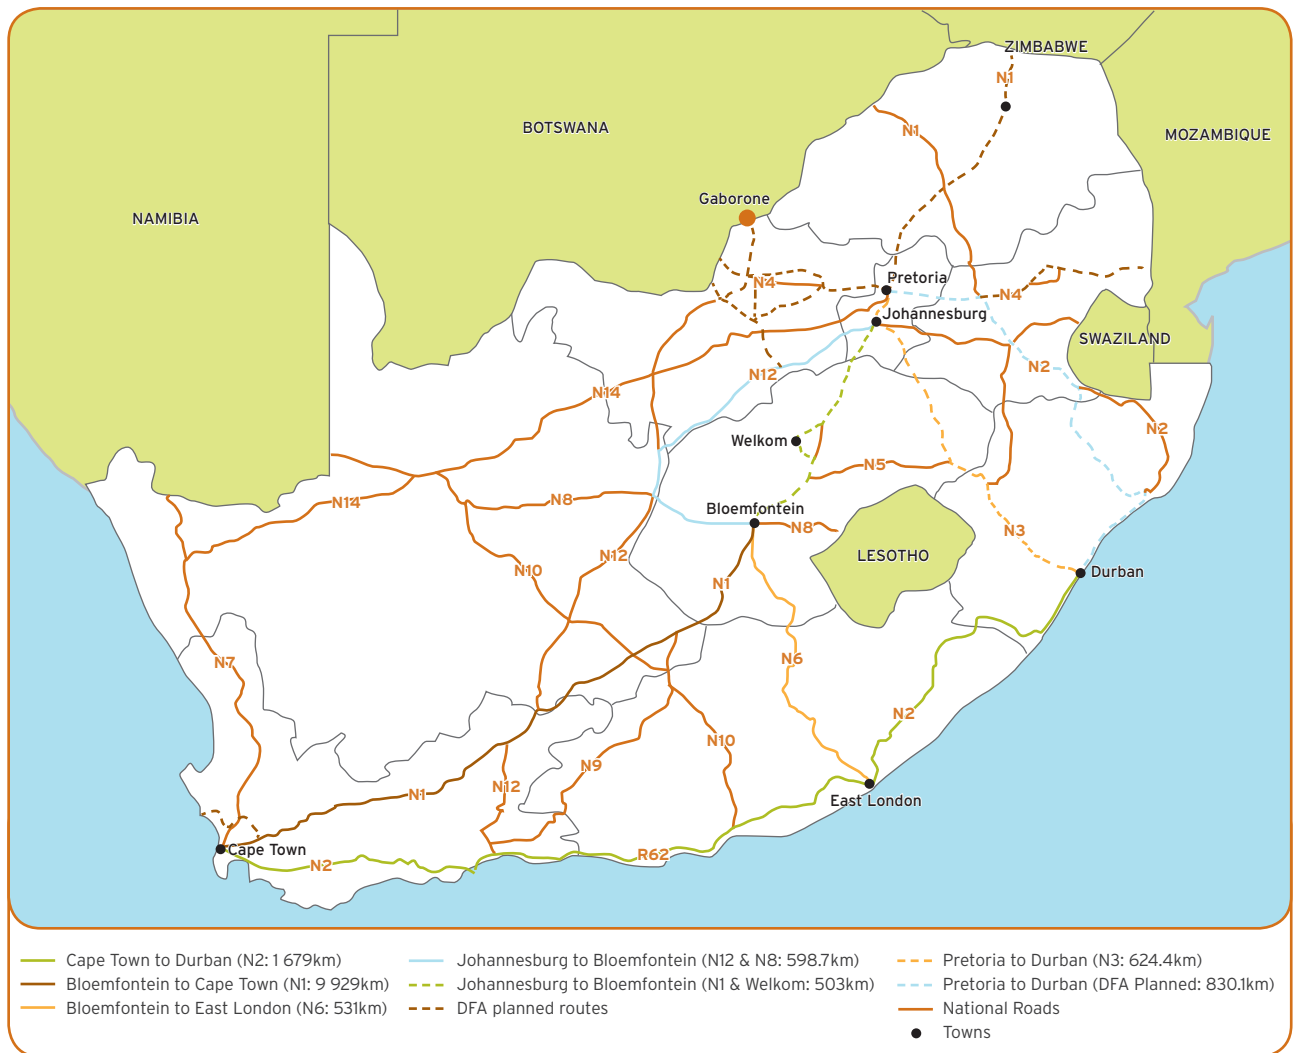 ZIMBABWE
N1
BOTSWANA
N1
MOZAMBIQUE
Gaborone
NAMIBIA
Pretoria
N4
N4
Johannesburg
SWAZILAND
N2
N12
N14
N2
Welkom
N5
N14
N8
Bloemfontein
N8
N3
N12
LESOTHO
N10
Durban
N1
N7
N6
N2
N10
N9
N12
N1
East London
Cape Town
R62
N2
Cape Town to Durban (N2: 1 679km)
Bloemfontein to Cape Town (N1: 9 929km)
Bloemfontein to East London (N6: 531km)
Johannesburg to Bloemfontein (N12 & N8: 598.7km)
Johannesburg to Bloemfontein (N1 & Welkom: 503km)
DFA planned routes
Pretoria to Durban (N3: 624.4km)
Pretoria to Durban (DFA Planned: 830.1km)
National Roads
Towns